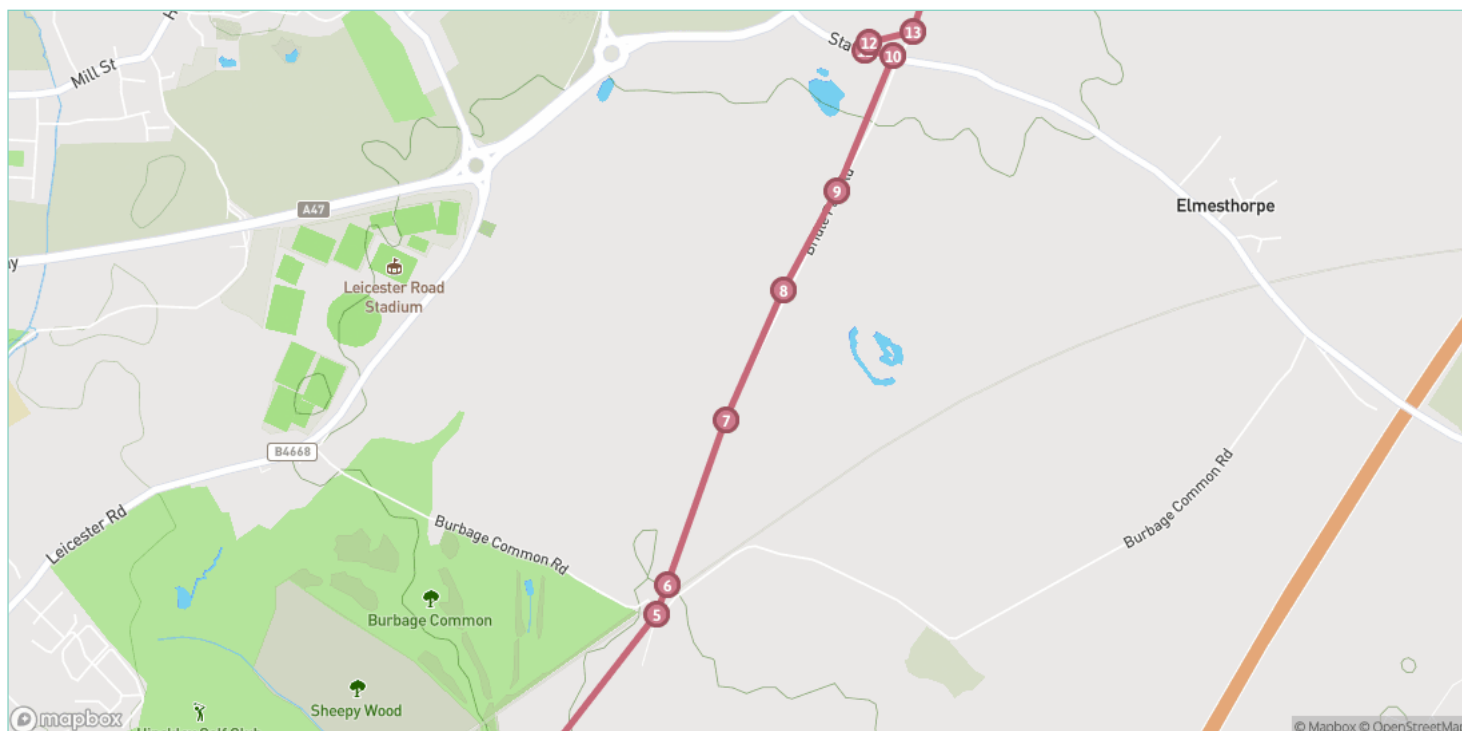 Mill St
Sta
12
13
10
9
A47
Elmesthorpe
Leicester Road
Stadium
8
7
B4668
Leicester Rd
Burbage Common Rd
Burbage Common Rd
6
5
Burbage Common
Sheepy Wood
mapbox
© Mapbox © OpenStreetMap